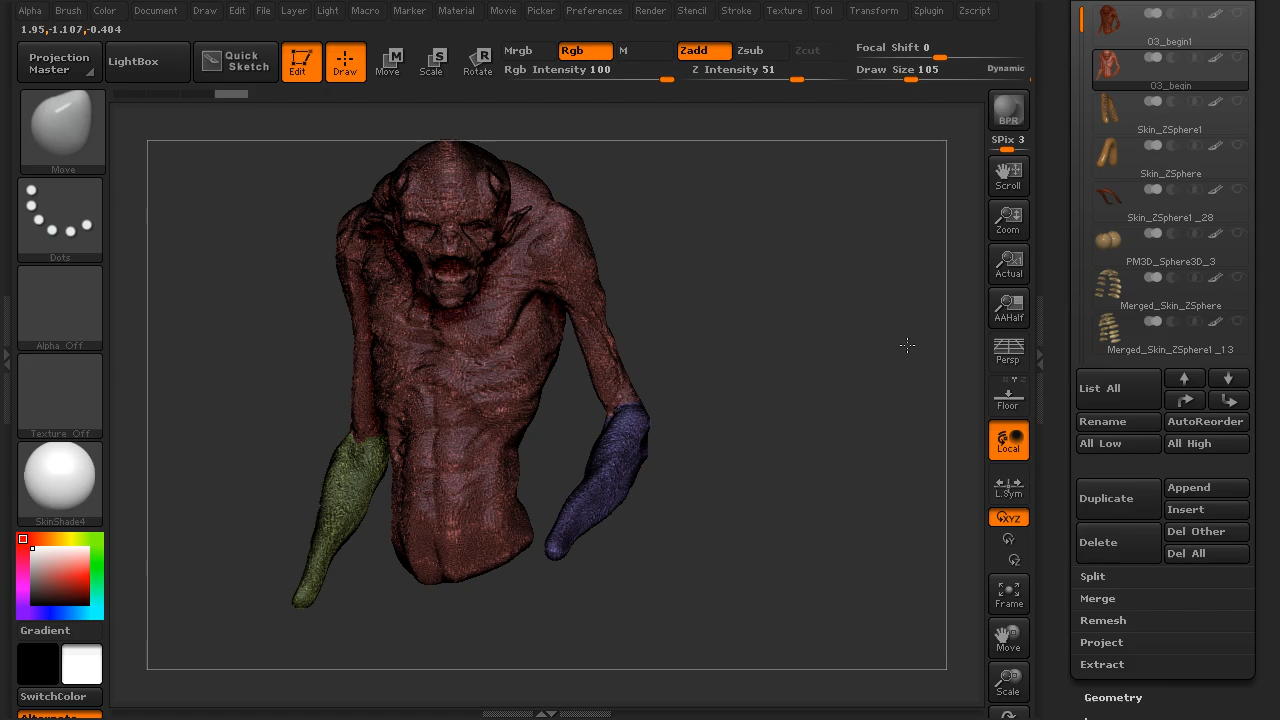 Alpha Brush Color Document Draw Edit File Layer Light Macro Marker Material Movie Picker Preferences Render Stencil Stroke Texture Tool Transform Zplugin Zscript
1.95,-1.107,-0.404
Projection Master
LightBox
Quick Sketch
Edit
Draw
Move
Scale
Rotate
Mrgb Rgb M Zadd Zsub Zcut
Rgb Intensity 100
Z Intensity 51
Focal Shift 0
Draw Size 105
Dynamic
Move
Dots
Alpha Off
Texture Off
SkinShade4
Gradient
SwitchColor
Alternate
BPR
SPix 3
Scroll
Zoom
Actual
AAHalf
Persp
Floor
Local
L.Sym
XYZ
Y
Z
Frame
Move
Scale
03_begin1
03_begin
Skin_ZSphere1
Skin_ZSphere
Skin_ZSphere1_28
PM3D_Sphere3D_3
Merged_Skin_ZSphere
Merged_Skin_ZSphere1_13
List All
Rename AutoReorder
All Low All High
Duplicate Append
Insert
Delete Del Other
Del All
Split
Merge
Remesh
Project
Extract
Geometry